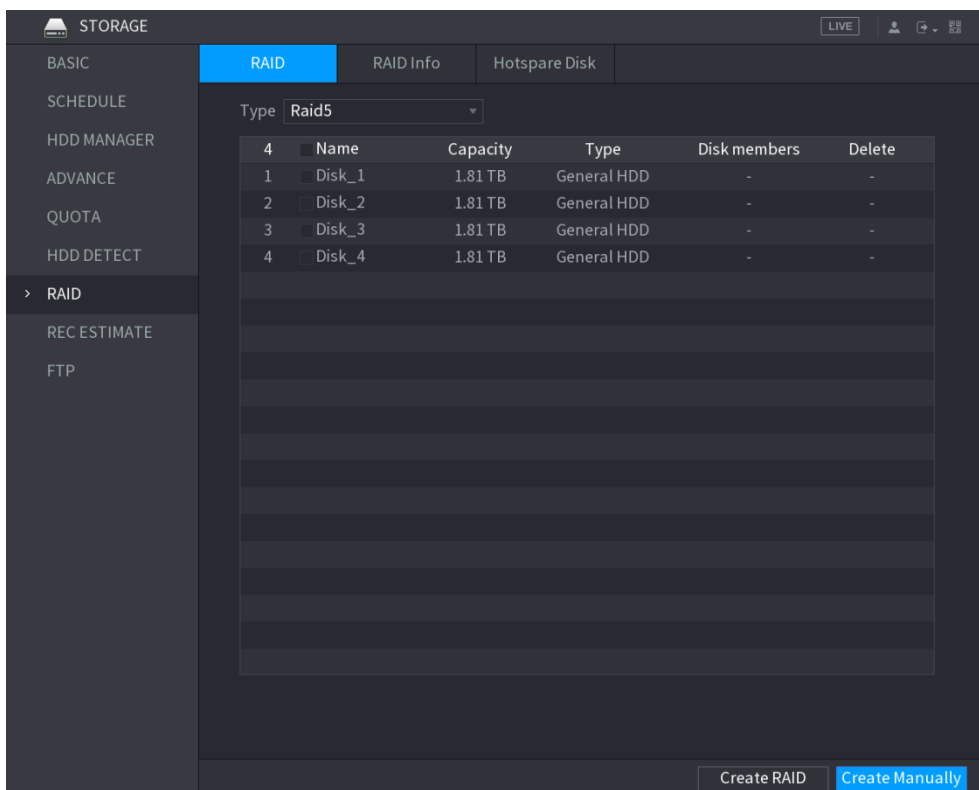 STORAGE LIVE
BASIC
SCHEDULE
HDD MANAGER
ADVANCE
QUOTA
HDD DETECT
> RAID
REC ESTIMATE
FTP
RAID RAID Info Hotspare Disk
Type Raid5
4 Name Capacity Type Disk members Delete
1 Disk_1 1.81 TB General HDD - -
2 Disk_2 1.81 TB General HDD - -
3 Disk_3 1.81 TB General HDD - -
4 Disk_4 1.81 TB General HDD - -
Create RAID Create Manually